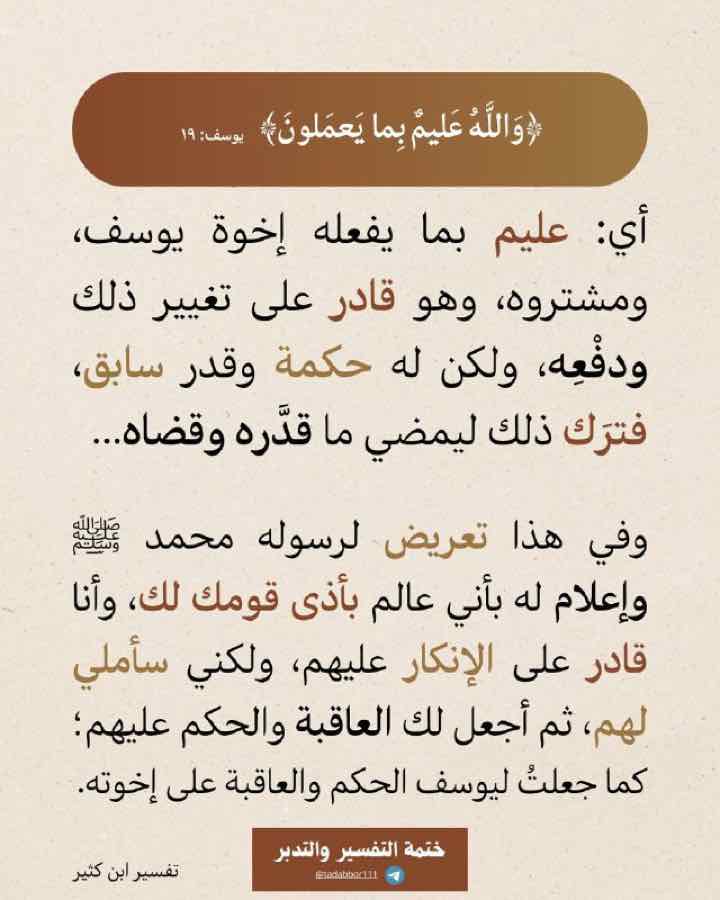 ﴿وَاللَّهُ عَليمٌ بِما يَعمَلونَ﴾ يوسف: ١٩
أي: عليم بما يفعله إخوة يوسف،
ومشتروه، وهو قادر على تغيير ذلك
ودفْعِه، ولكن له حكمة وقدر سابق،
فترَك ذلك ليمضي ما قدَّره وقضاه...
وفي هذا تعريض لرسوله محمد ﷺ
وإعلام له بأني عالم بأذى قومك لك، وأنا
قادر على الإنكار عليهم، ولكني سأملي
لهم، ثم أجعل لك العاقبة والحكم عليهم؛
كما جعلتُ ليوسف الحكم والعاقبة على إخوته.
ختمة التفسير والتدبر
@tadabbor111
تفسير ابن كثير